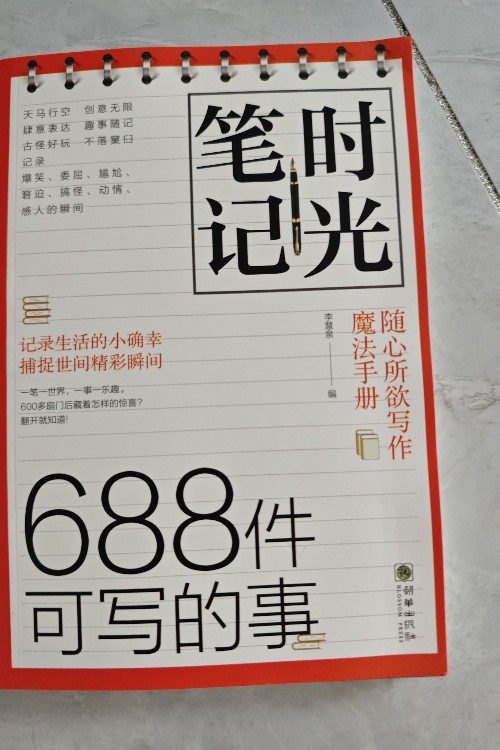 天马行空 创意无限
肆意表达 趣事随记
古怪好玩 不落窠臼
记录
爆笑、委屈、尴尬、
窘迫、搞怪、动情、
感人的瞬间
时光
笔记
随心所欲写作
魔法手册
李慧泉
编
记录生活的小确幸
捕捉世间精彩瞬间
一笔一世界，一事一乐趣。
600多扇门后藏着怎样的惊喜？
翻开就知道！
688件
可写的事
朝華出版社
BLOSSOM PRESS